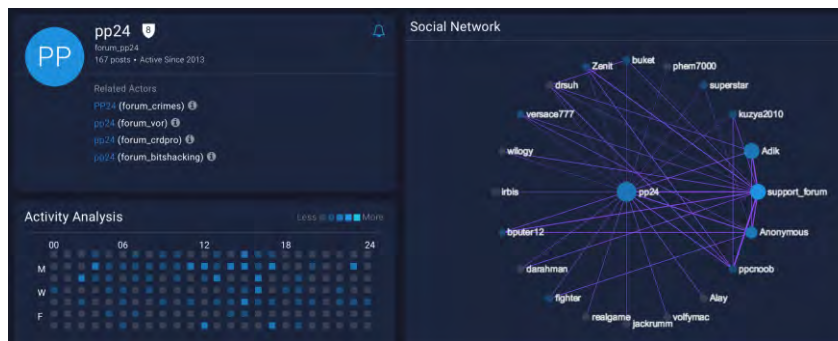 PP
pp24 8
forum_pp24
167 posts • Active Since 2013
Related Actors
PP24 (forum_crimes)
pp24 (forum_vor)
pp24 (forum_crdpro)
pp24 (forum_bitshacking)
Activity Analysis
Less More
00 06 12 18 24
M
W
F
Social Network
buket
Zenit
phem7000
drsuh
superstar
versace777
kuzya2010
wilogy
Adik
irbis
pp24
support_forum
bputer12
Anonymous
darahman
ppcnoob
fighter
Alay
realgame
volfymac
jackrumm